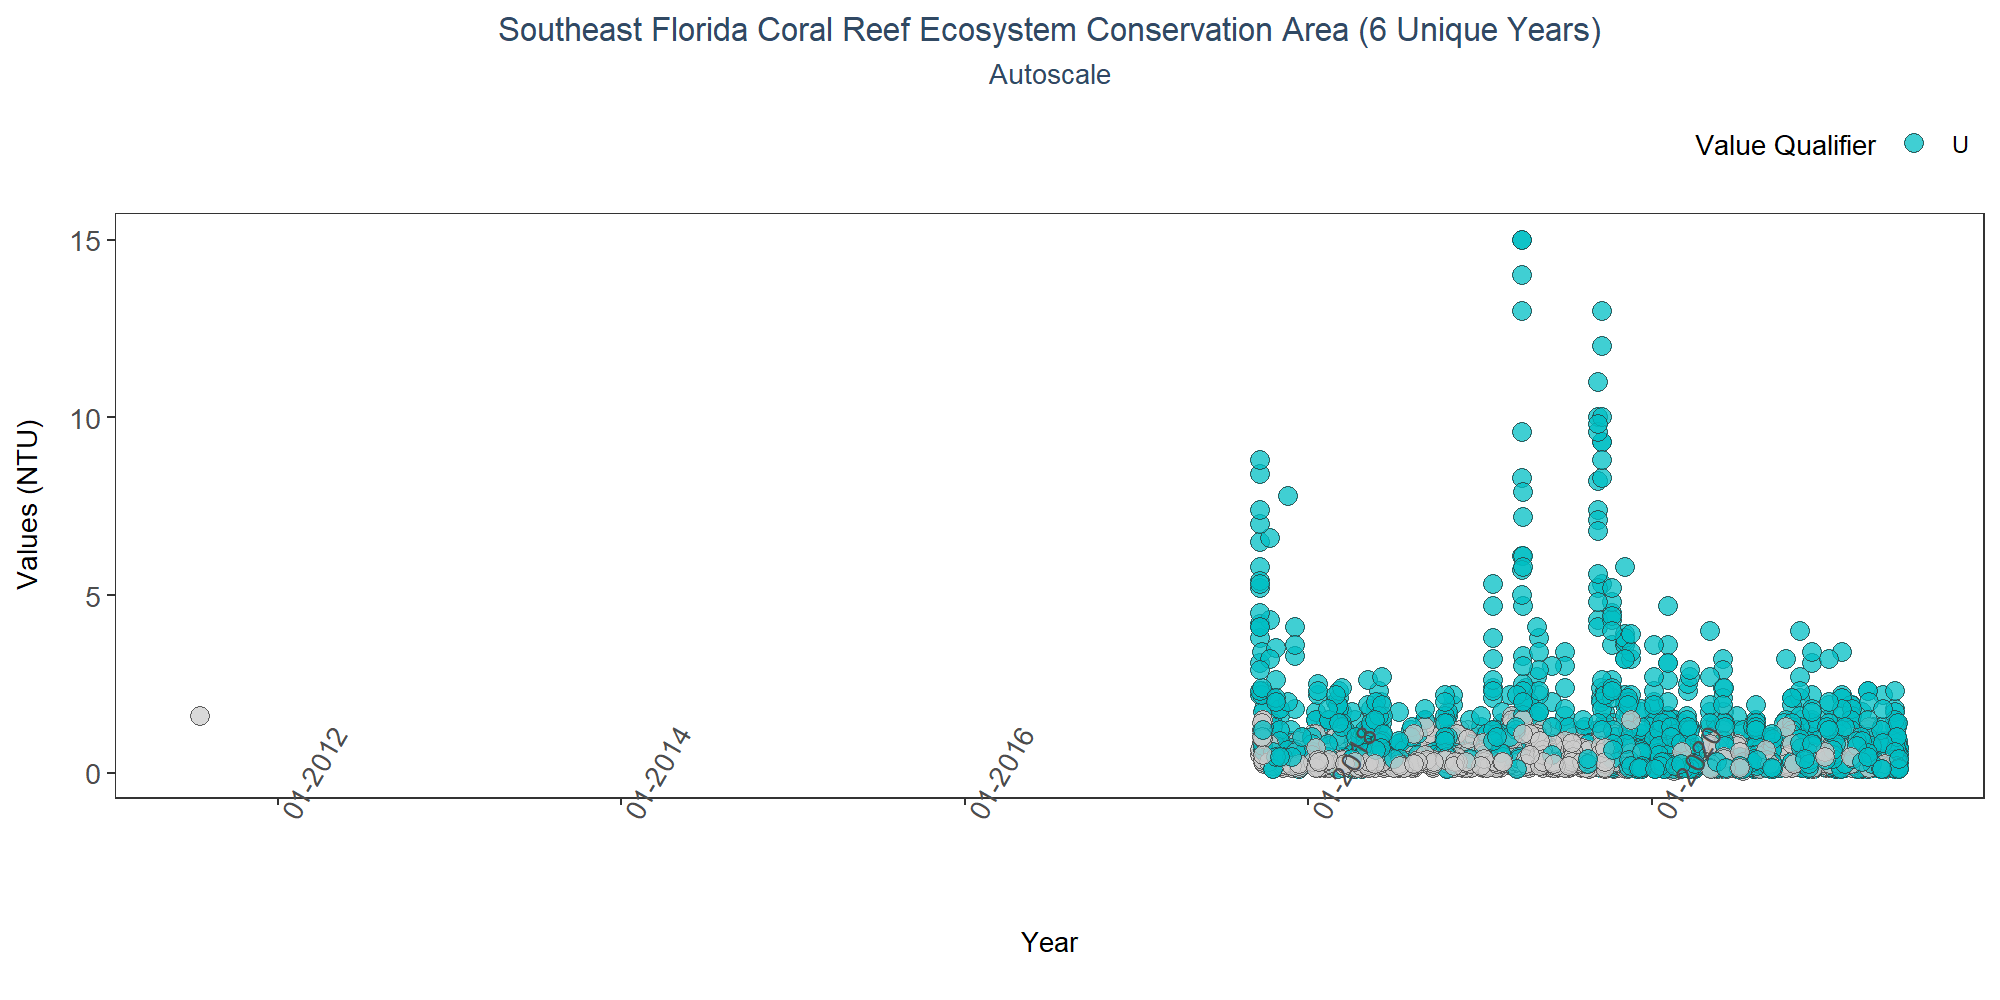 Southeast Florida Coral Reef Ecosystem Conservation Area (6 Unique Years)
Autoscale
Value Qualifier U
15
10
5
0
Values (NTU)
01-2012
01-2014
01-2016
01-2018
01-2020
Year